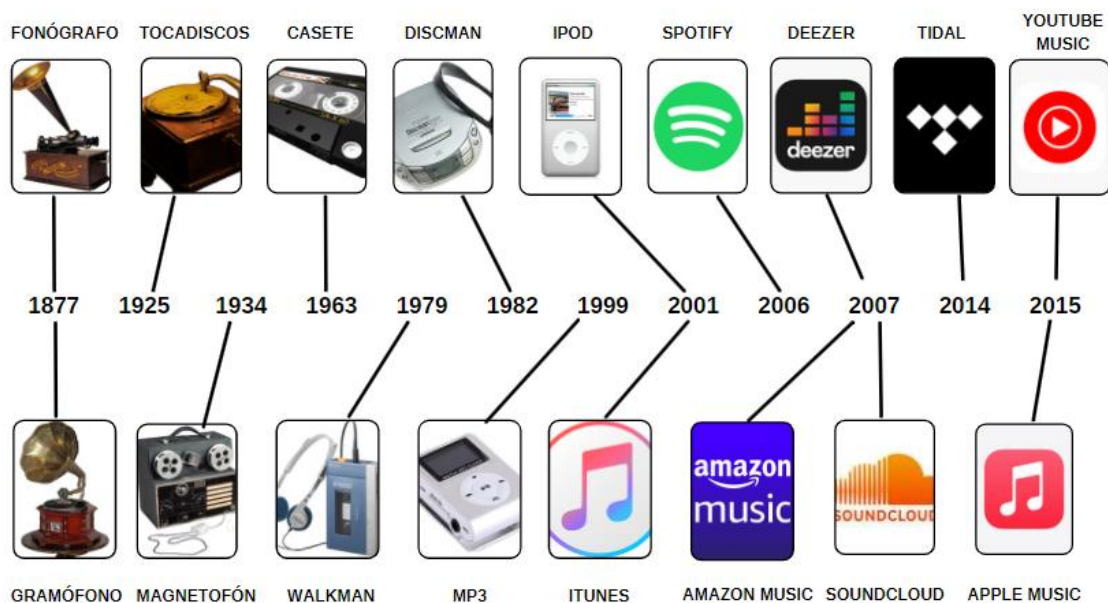 FONÓGRAFO
TOCADISCOS
CASETE
DISCMAN
IPOD
SPOTIFY
DEEZER
TIDAL
YOUTUBE
MUSIC
deezer
1877
1925
1934
1963
1979
1982
1999
2001
2006
2007
2014
2015
amazon
music
SOUNDCLOUD
GRAMÓFONO
MAGNETOFÓN
WALKMAN
MP3
ITUNES
AMAZON MUSIC
SOUNDCLOUD
APPLE MUSIC